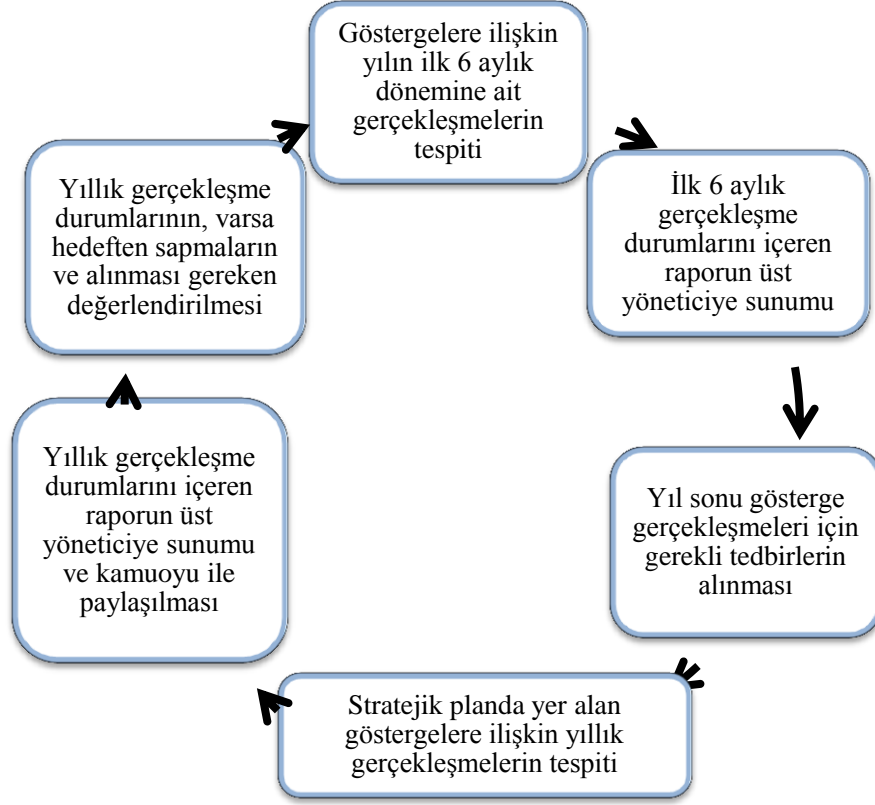 Göstergelere ilişkin
yılın ilk 6 aylık
dönemine ait
gerçekleşmelerin
tespiti
İlk 6 aylık
gerçekleşme
durumlarını içeren
raporun üst
yöneticiye sunumu
Yıl sonu gösterge
gerçekleşmeleri için
gerekli tedbirlerin
alınması
Stratejik planda yer alan
göstergelere ilişkin yıllık
gerçekleşmelerin tespiti
Yıllık gerçekleşme
durumlarını içeren
raporun üst
yöneticiye sunumu
ve kamuoyu ile
paylaşılması
Yıllık gerçekleşme
durumlarının, varsa
hedeften sapmaların
ve alınması gereken
değerlendirilmesi